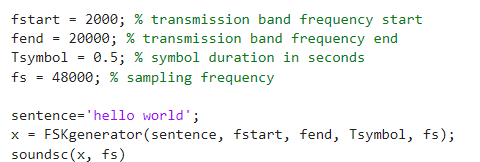 fstart = 2000; % transmission band frequency start
fend = 20000; % transmission band frequency end
Tsymbol = 0.5; % symbol duration in seconds
fs = 48000; % sampling frequency
sentence='hello world';
x = FSKgenerator(sentence, fstart, fend, Tsymbol, fs);
soundsc(x, fs)